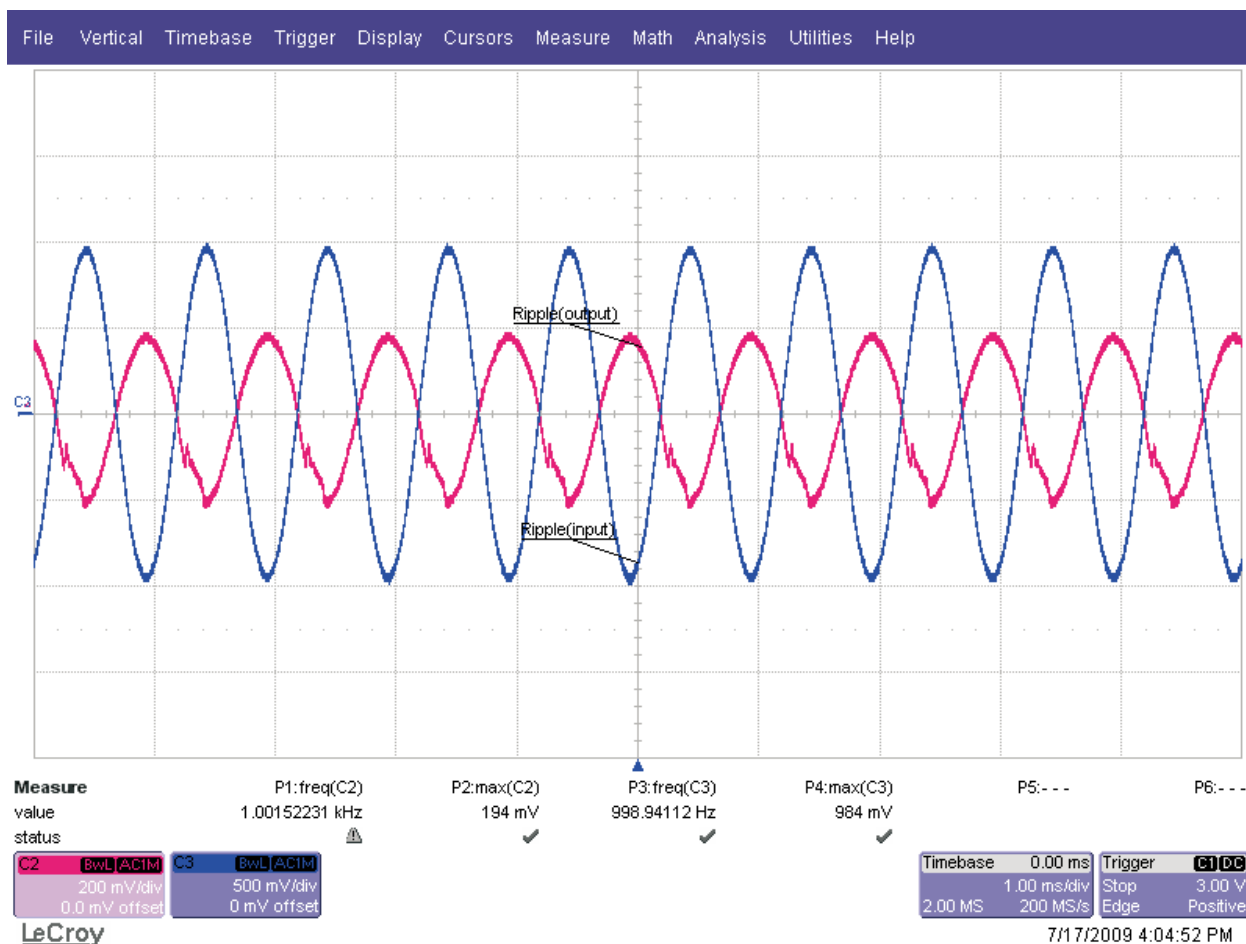 File Vertical Timebase Trigger Display Cursors Measure Math Analysis Utilities Help
Ripple(output)
C3
Ripple(input)
Measure P1:freq(C2) P2:max(C2) P3:freq(C3) P4:max(C3) P5:- - - P6:- - -
value 1.00152231 kHz 194 mV 998.94112 Hz 984 mV
status
C2 BwL AC1M
200 mV/div
0.0 mV offset
C3 BwL AC1M
500 mV/div
0 mV offset
Timebase 0.00 ms
1.00 ms/div
2.00 MS 200 MS/s
Trigger C1 DC
Stop 3.00 V
Edge Positive
LeCroy
7/17/2009 4:04:52 PM